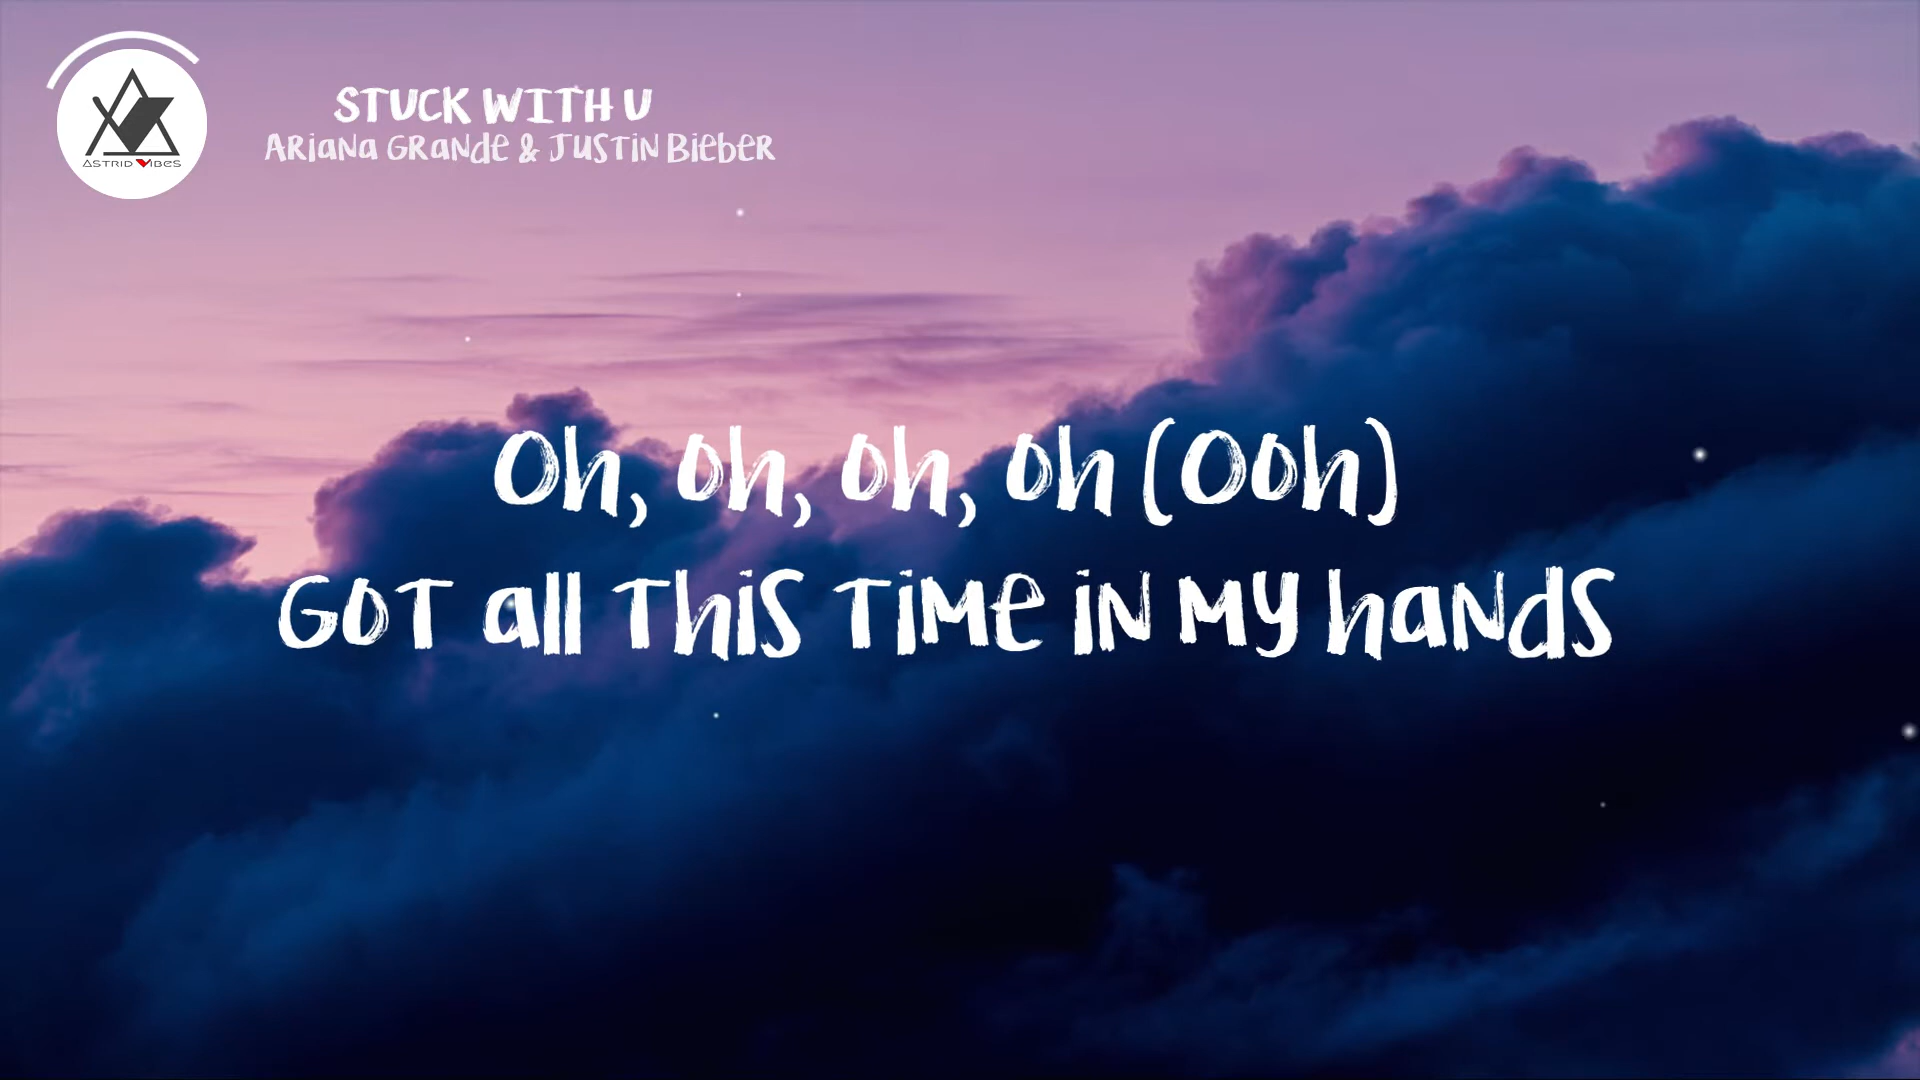 ASTRID VIBES
STUCK WITH U
ARiaNa GRaNde & JUSTiN BiebeR
Oh, oh, oh, oh (Ooh)
GOT all This TiMe iN My haNds